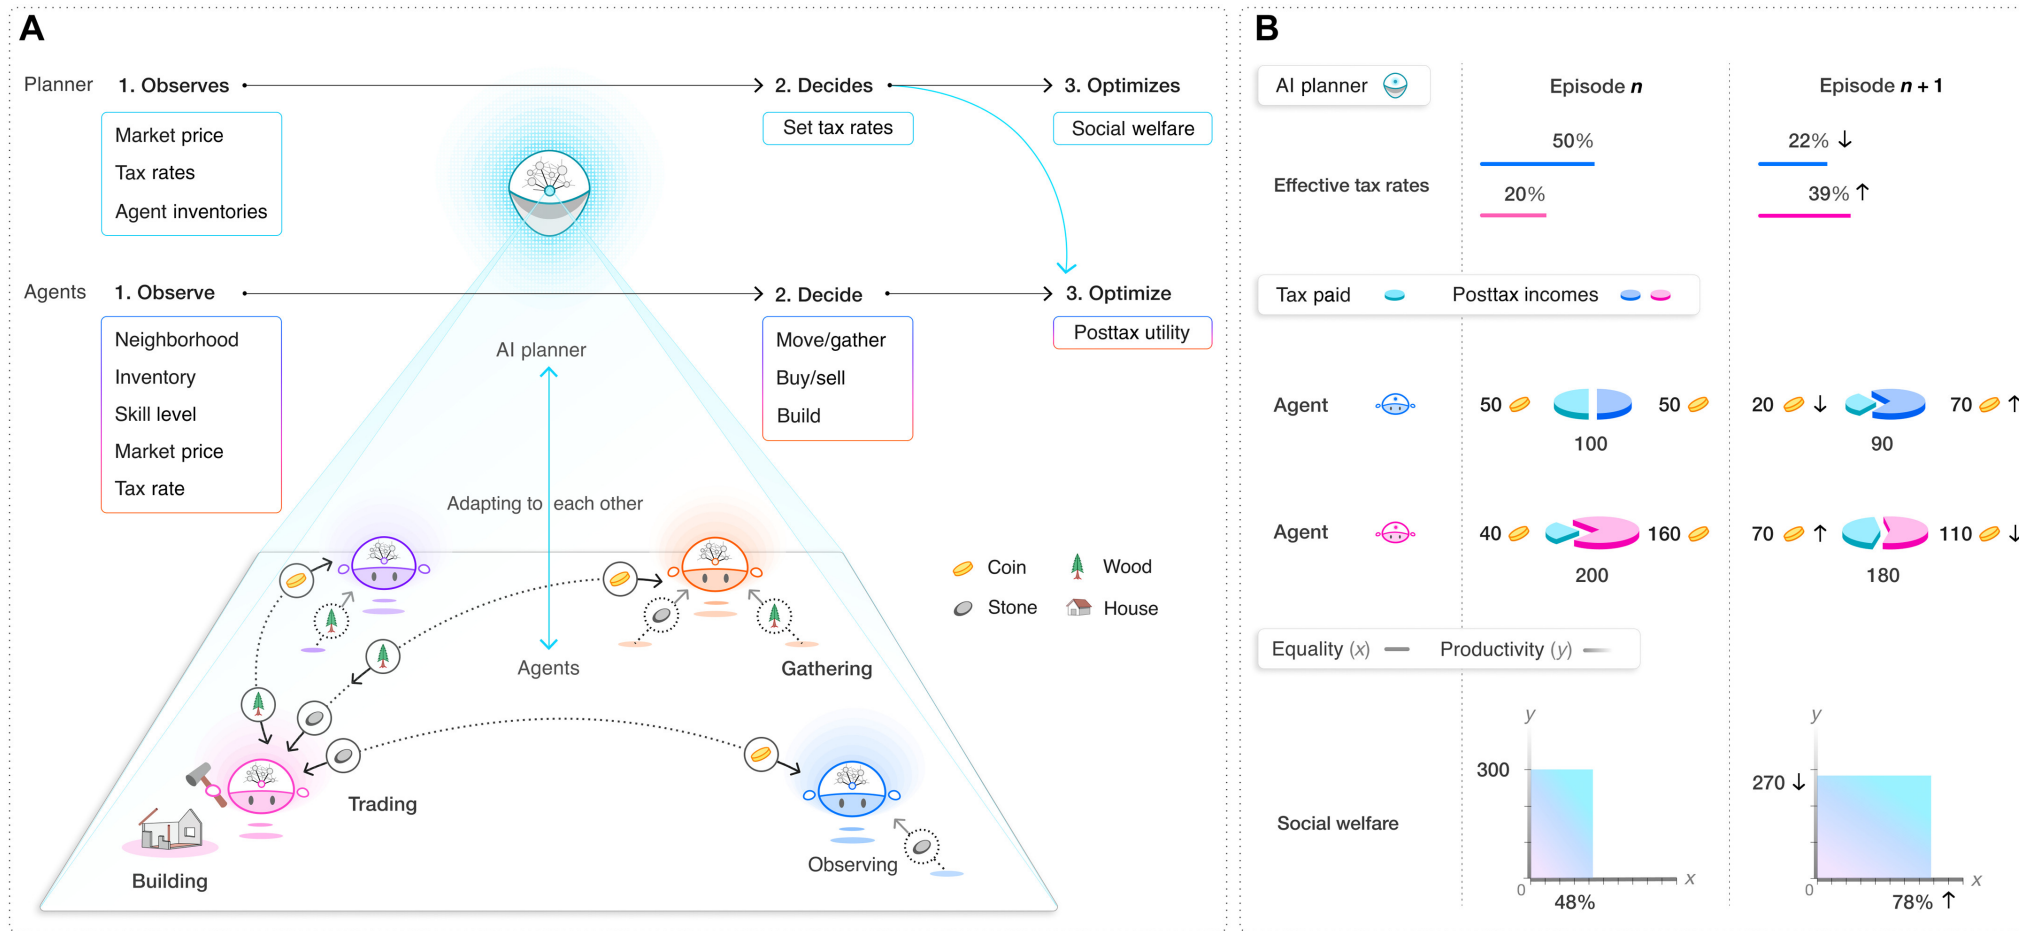 A
Planner
1. Observes
2. Decides
3. Optimizes
Market price
Tax rates
Agent inventories
Set tax rates
Social welfare
Agents
1. Observe
2. Decide
3. Optimize
Neighborhood
Inventory
Skill level
Market price
Tax rate
Move/gather
Buy/sell
Build
Posttax utility
AI planner
Adapting to each other
Agents
Coin
Wood
Stone
House
Gathering
Trading
Observing
Building
B
AI planner
Episode n
Episode n + 1
Effective tax rates
50%
20%
22% ↓
39% ↑
Tax paid
Posttax incomes
Agent
50
50
100
20 ↓
70 ↑
90
Agent
40
160
200
70 ↑
110 ↓
180
Equality (x)
Productivity (y)
Social welfare
y
300
0
x
48%
y
270 ↓
0
x
78% ↑